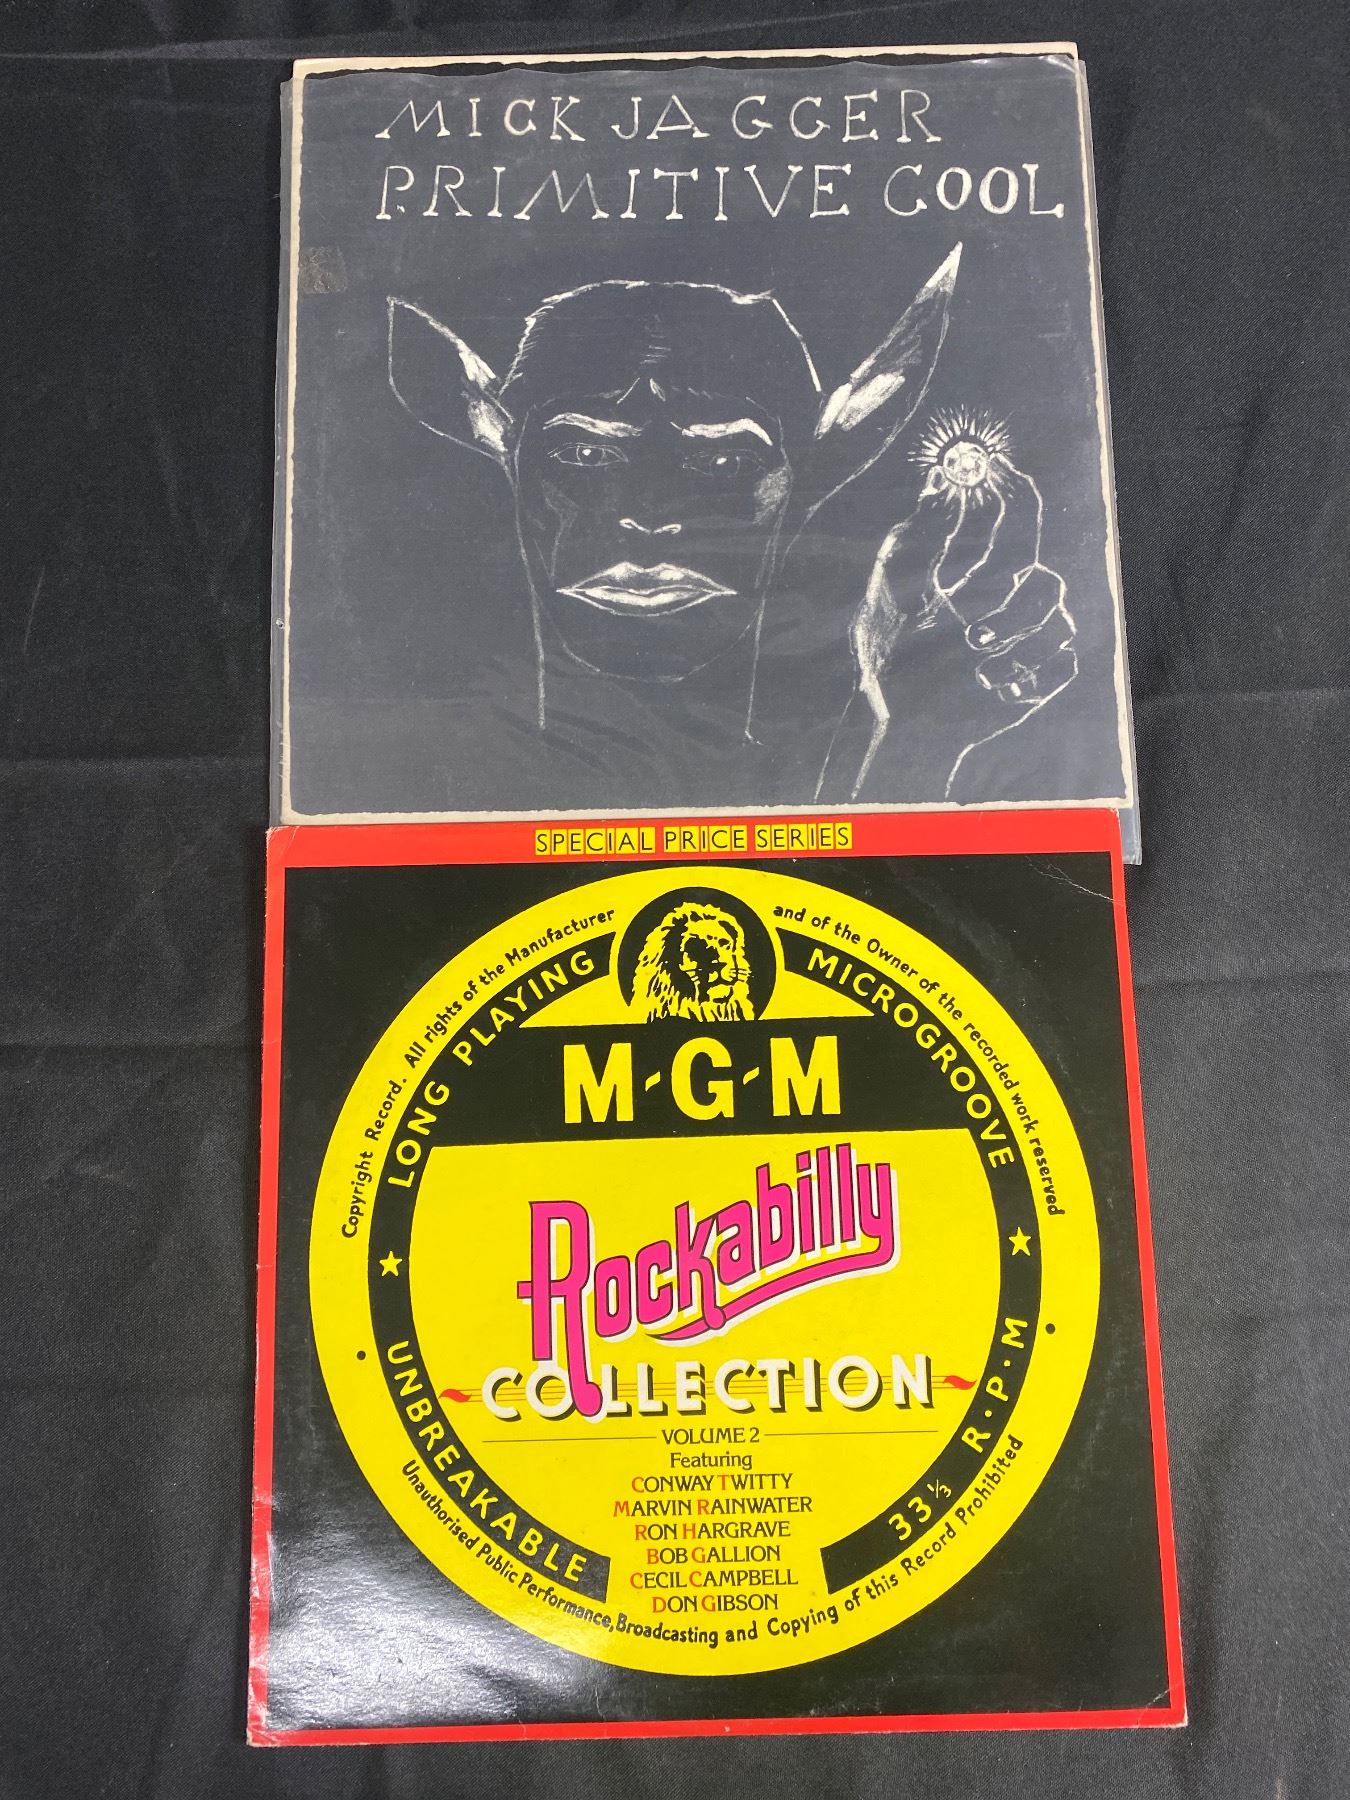 MICK JAGGER
PRIMITIVE COOL
SPECIAL PRICE SERIES
Copyright Record. All rights of the Manufacturer and of the Owner of the recorded work reserved
LONG PLAYING MICROGROOVE
M-G-M
Rockabilly
COLLECTION
VOLUME 2
Featuring
CONWAY TWITTY
MARVIN RAINWATER
RON HARGRAVE
BOB GALLION
CECIL CAMPBELL
DON GIBSON
UNBREAKABLE 33 1/3 R·P·M
Unauthorised Public Performance, Broadcasting and Copying of this Record Prohibited